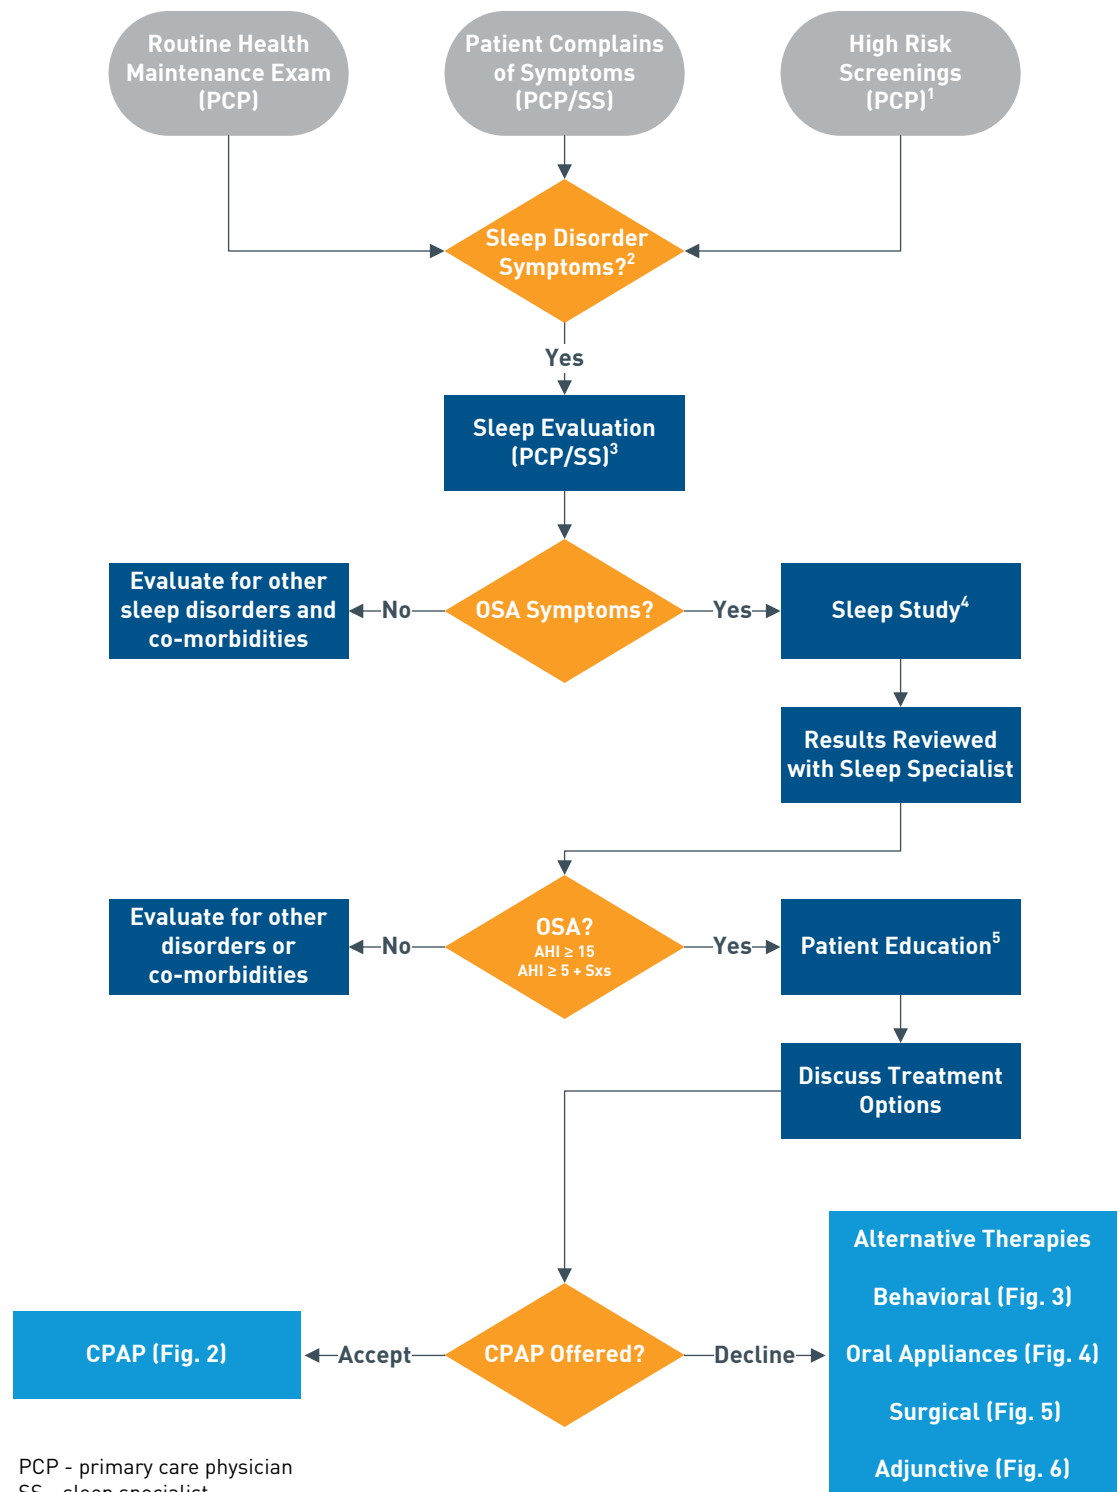 Routine Health
Maintenance Exam
(PCP)
Patient Complains
of Symptoms
(PCP/SS)
High Risk
Screenings
(PCP)¹
Sleep Disorder
Symptoms?²
Yes
Sleep Evaluation
(PCP/SS)³
Evaluate for other
sleep disorders and
co-morbidities
No
OSA Symptoms?
Yes
Sleep Study⁴
Results Reviewed
with Sleep Specialist
Evaluate for other
disorders or
co-morbidities
No
OSA?
AHI ≥ 15
AHI ≥ 5 + Sxs
Yes
Patient Education⁵
Discuss Treatment
Options
CPAP (Fig. 2)
Accept
CPAP Offered?
Decline
Alternative Therapies
Behavioral (Fig. 3)
Oral Appliances (Fig. 4)
Surgical (Fig. 5)
Adjunctive (Fig. 6)
PCP - primary care physician
SS - sleep specialist